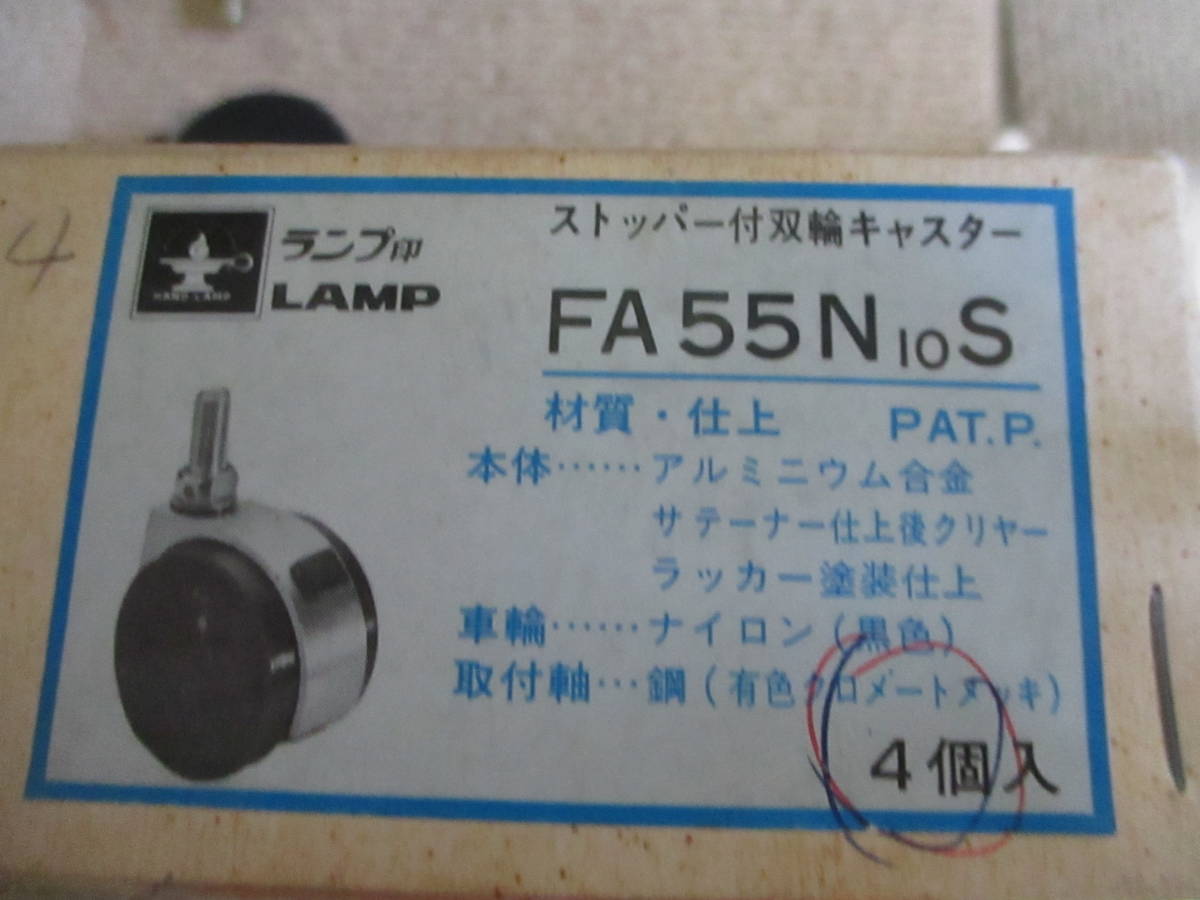 4
HAND LAMP
ランプ印
LAMP
ストッパー付双輪キャスター
FA55N10S
材質・仕上 PAT.P.
本体……アルミニウム合金
サテーナー仕上後クリヤー
ラッカー塗装仕上
車輪……ナイロン(黒色)
取付軸…鋼(有色クロメートメッキ)
4個入